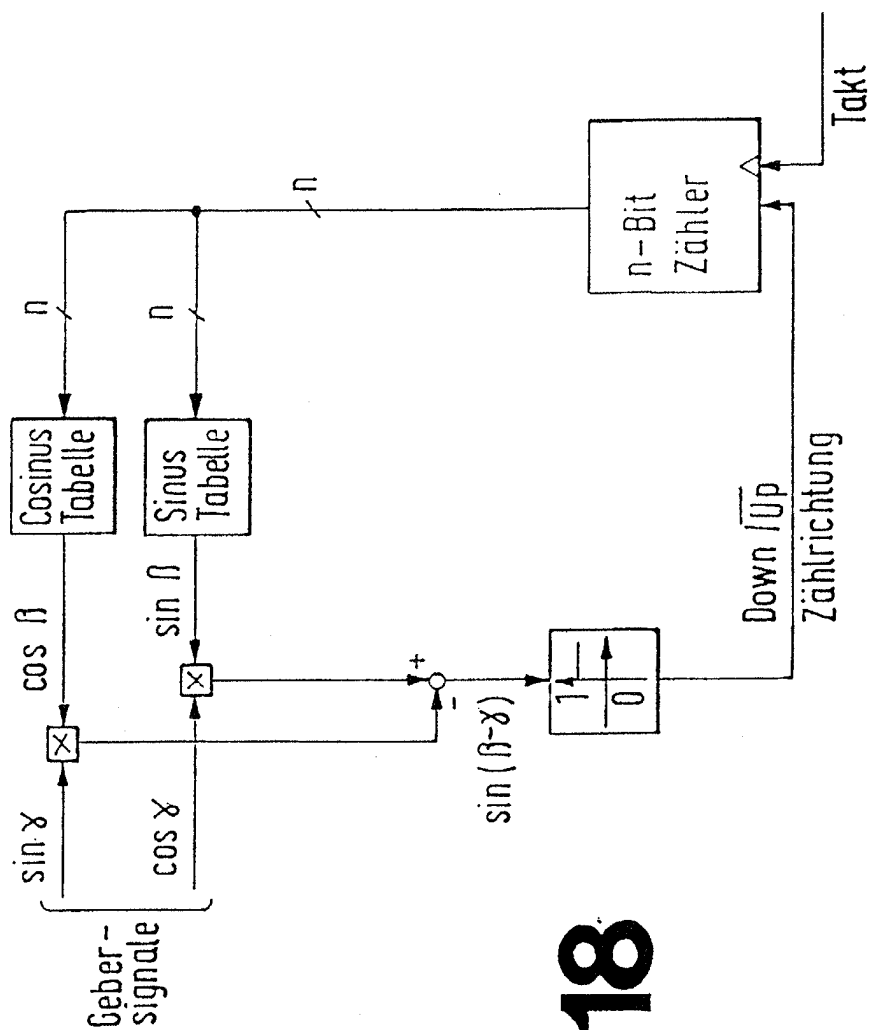 Geber-
signale
sin γ
cos γ
cos β
sin β
Cosinus
Tabelle
Sinus
Tabelle
n
n
n
+
-
sin (β-γ)
1
0
Down / U̅p̅
Zählrichtung
n-Bit
Zähler
Takt
18